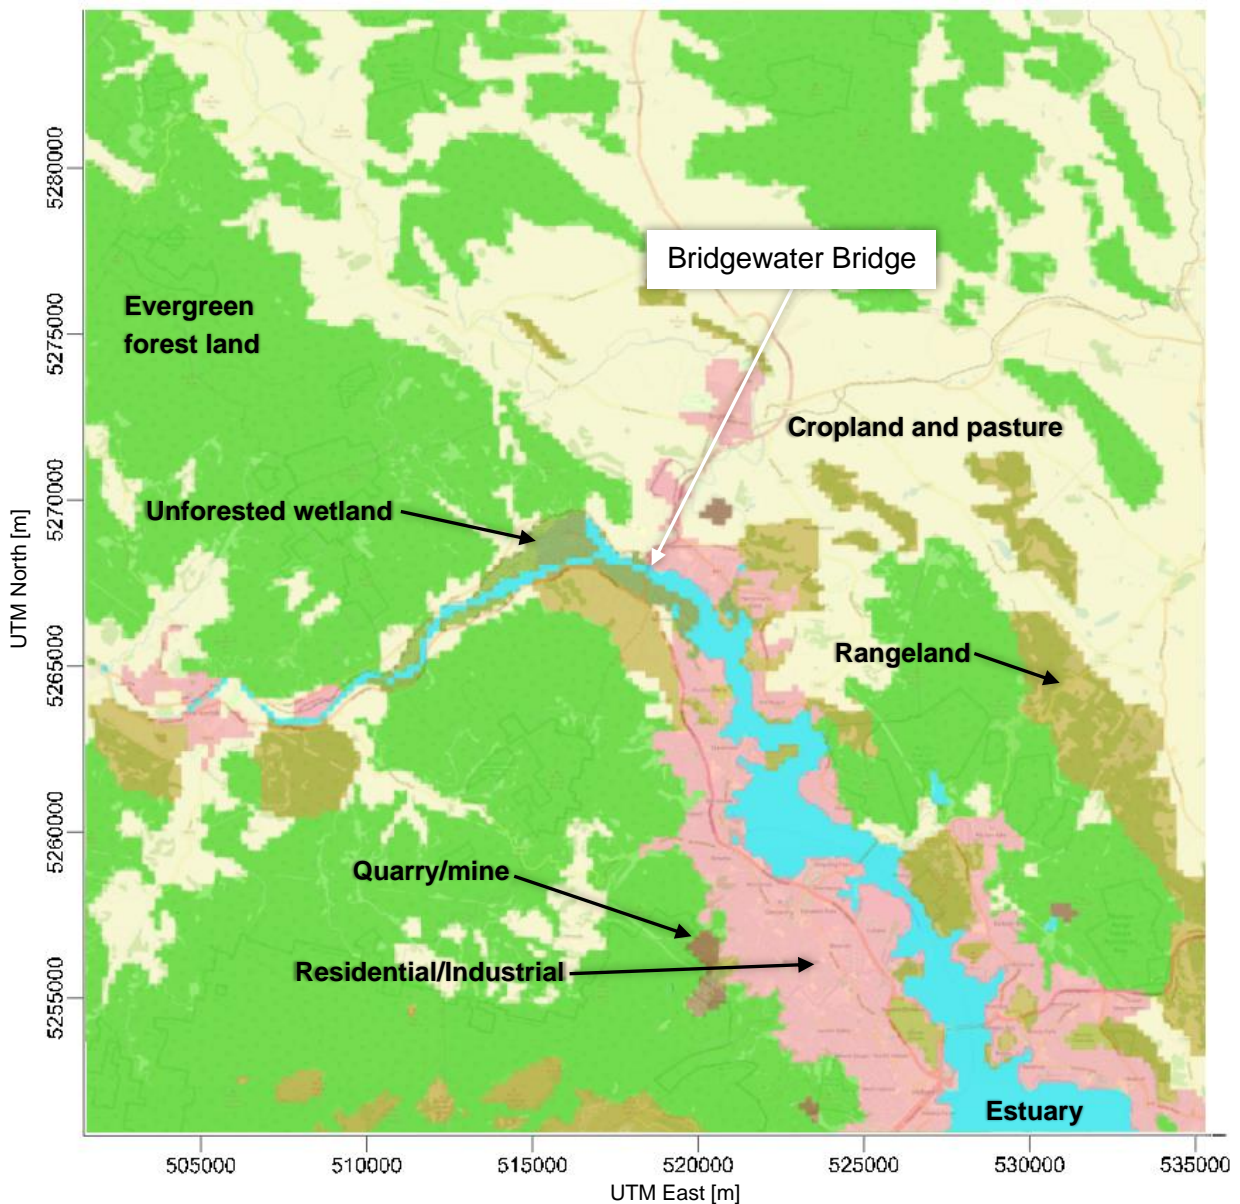 5280000
Bridgewater Bridge
Evergreen
forest land
5275000
Cropland and pasture
Unforested wetland
5270000
UTM North [m]
Rangeland
5265000
5260000
Quarry/mine
Residential/Industrial
5255000
Estuary
505000 510000 515000 520000 525000 530000 535000
UTM East [m]